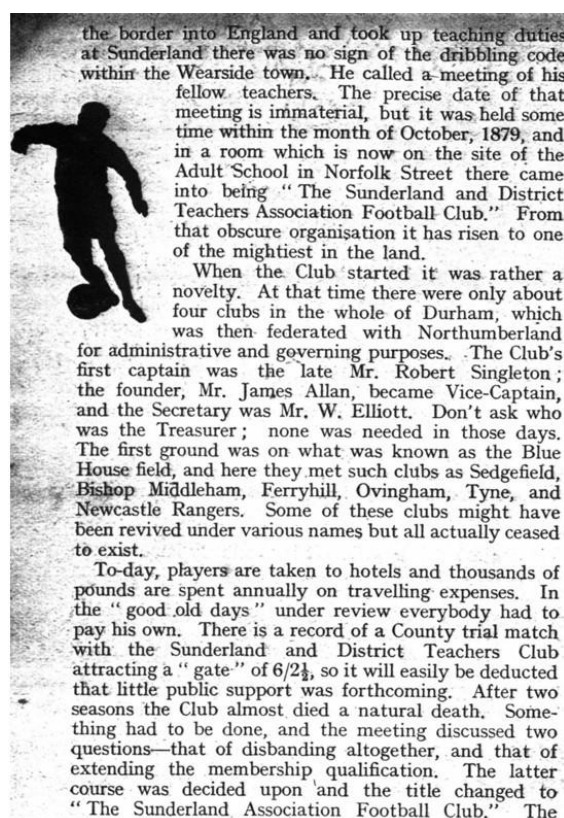 the border into England and took up teaching duties
at Sunderland there was no sign of the dribbling code
within the Wearside town. He called a meeting of his
fellow teachers. The precise date of that
meeting is immaterial, but it was held some
time within the month of October, 1879, and
in a room which is now on the site of the
Adult School in Norfolk Street there came
into being "The Sunderland and District
Teachers Association Football Club." From
that obscure organisation it has risen to one
of the mightiest in the land.
When the Club started it was rather a
novelty. At that time there were only about
four clubs in the whole of Durham, which
was then federated with Northumberland
for administrative and governing purposes. The Club's
first captain was the late Mr. Robert Singleton;
the founder, Mr. James Allan, became Vice-Captain,
and the Secretary was Mr. W. Elliott. Don't ask who
was the Treasurer; none was needed in those days.
The first ground was on what was known as the Blue
House field, and here they met such clubs as Sedgefield,
Bishop Middleham, Ferryhill, Ovingham, Tyne, and
Newcastle Rangers. Some of these clubs might have
been revived under various names but all actually ceased
to exist.
To-day, players are taken to hotels and thousands of
pounds are spent annually on travelling expenses. In
the "good old days" under review everybody had to
pay his own. There is a record of a County trial match
with the Sunderland and District Teachers Club
attracting a "gate" of 6/2½, so it will easily be deducted
that little public support was forthcoming. After two
seasons the Club almost died a natural death. Some-
thing had to be done, and the meeting discussed two
questions—that of disbanding altogether, and that of
extending the membership qualification. The latter
course was decided upon and the title changed to
"The Sunderland Association Football Club." The